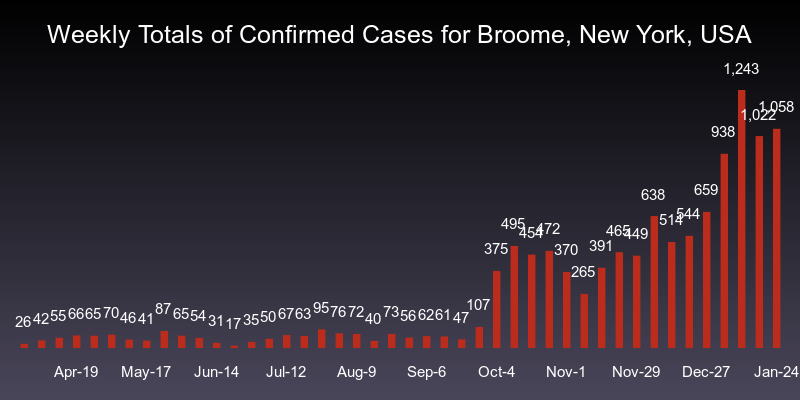 Weekly Totals of Confirmed Cases for Broome, New York, USA
26 42 55 66 65 70 46 41 87 65 54 31 17 35 50 67 63 95 76 72 40 73 56 62 61 47 107 375 495 454 472 370 265 391 465 449 638 514 544 659 938 1,243 1,022 1,058
Apr-19 May-17 Jun-14 Jul-12 Aug-9 Sep-6 Oct-4 Nov-1 Nov-29 Dec-27 Jan-24